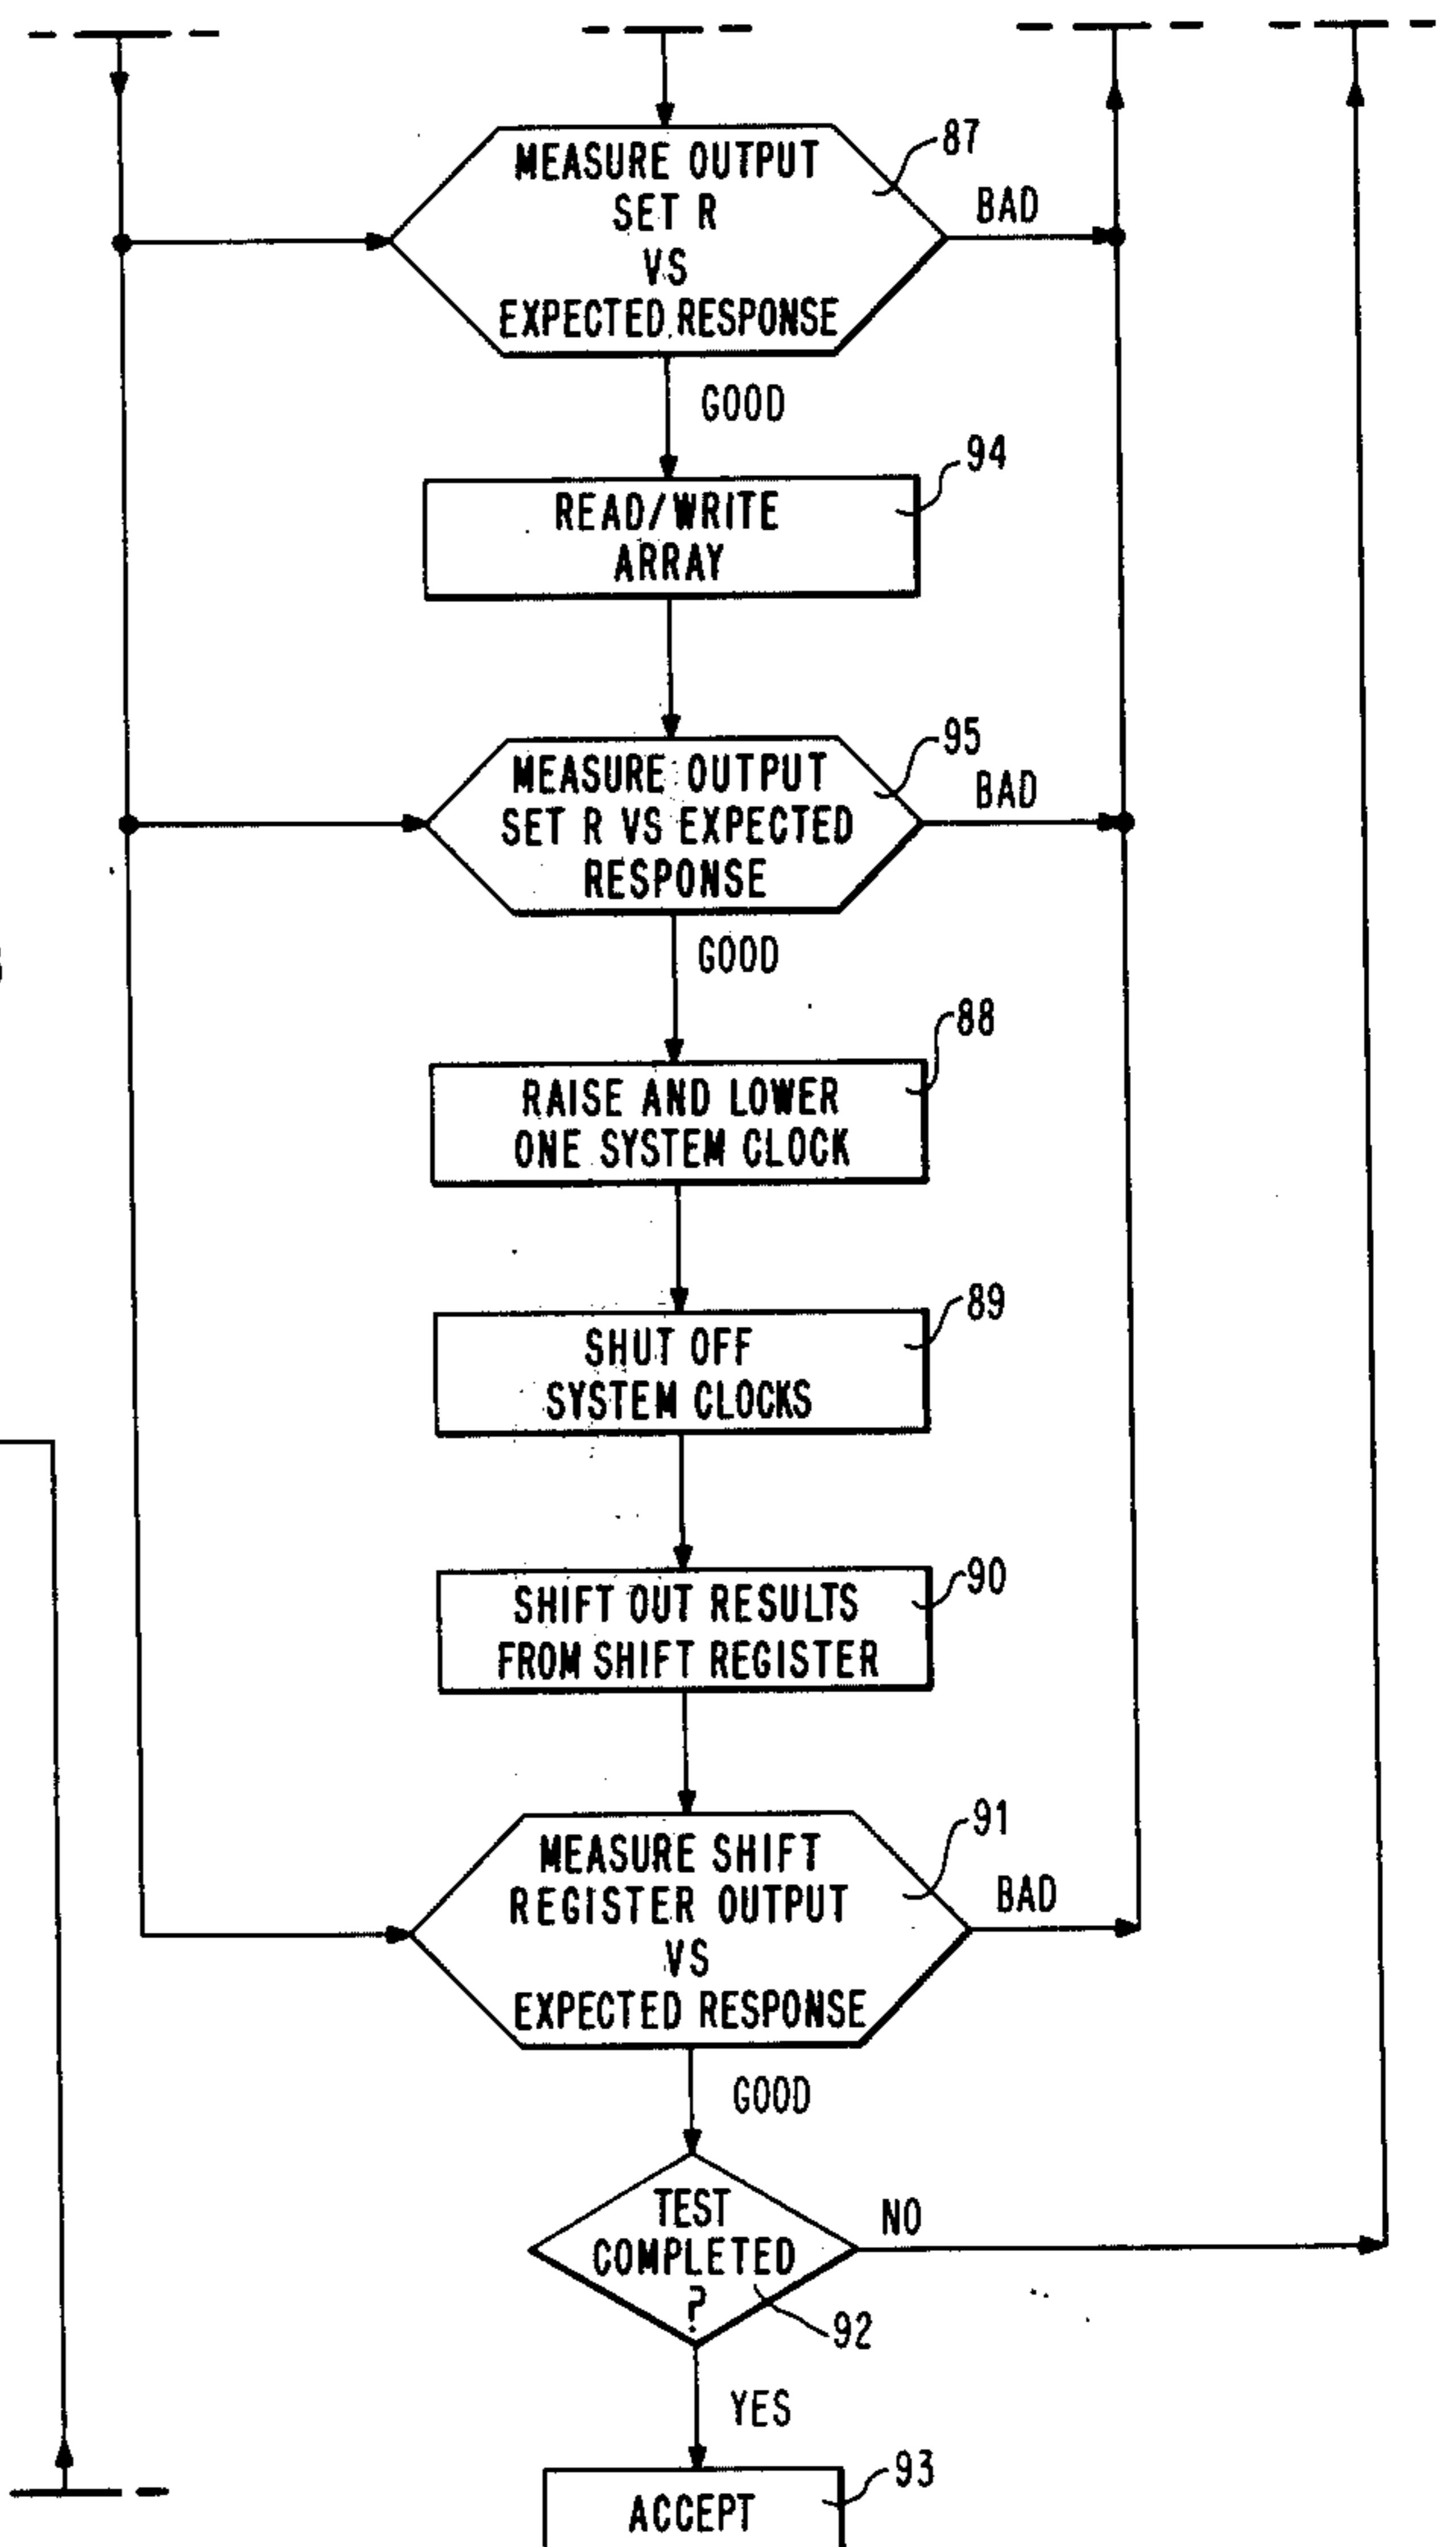 MEASURE OUTPUT
SET R
VS
EXPECTED RESPONSE
87
BAD
GOOD
94
READ/WRITE
ARRAY
95
MEASURE OUTPUT
SET R VS EXPECTED
RESPONSE
BAD
GOOD
88
RAISE AND LOWER
ONE SYSTEM CLOCK
89
SHUT OFF
SYSTEM CLOCKS
90
SHIFT OUT RESULTS
FROM SHIFT REGISTER
91
MEASURE SHIFT
REGISTER OUTPUT
VS
EXPECTED RESPONSE
BAD
GOOD
TEST
COMPLETED
?
NO
92
YES
93
ACCEPT